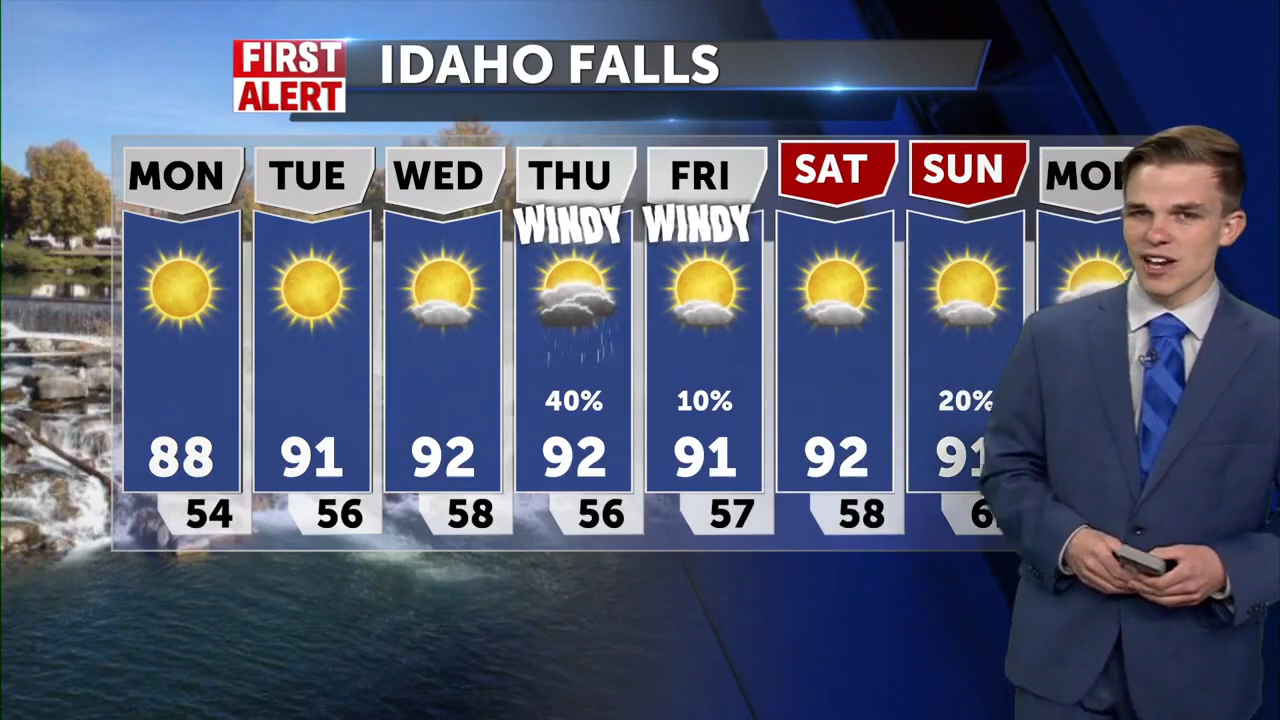 FIRST
ALERT
IDAHO FALLS
MON TUE WED THU FRI SAT SUN
WINDY WINDY
40% 10% 20%
88 91 92 92 91 92 91
54 56 58 56 57 58